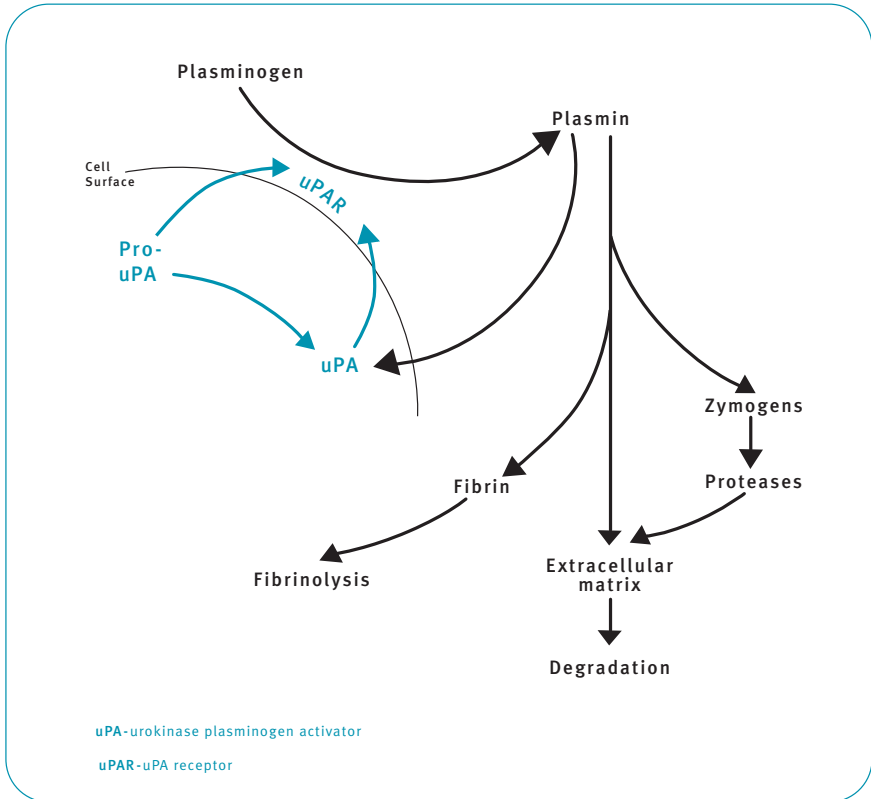 Plasminogen
Plasmin
Cell
Surface
uPAR
Pro-
uPA
uPA
Zymogens
Fibrin
Proteases
Fibrinolysis
Extracellular
matrix
Degradation
uPA-urokinase plasminogen activator
uPAR-uPA receptor